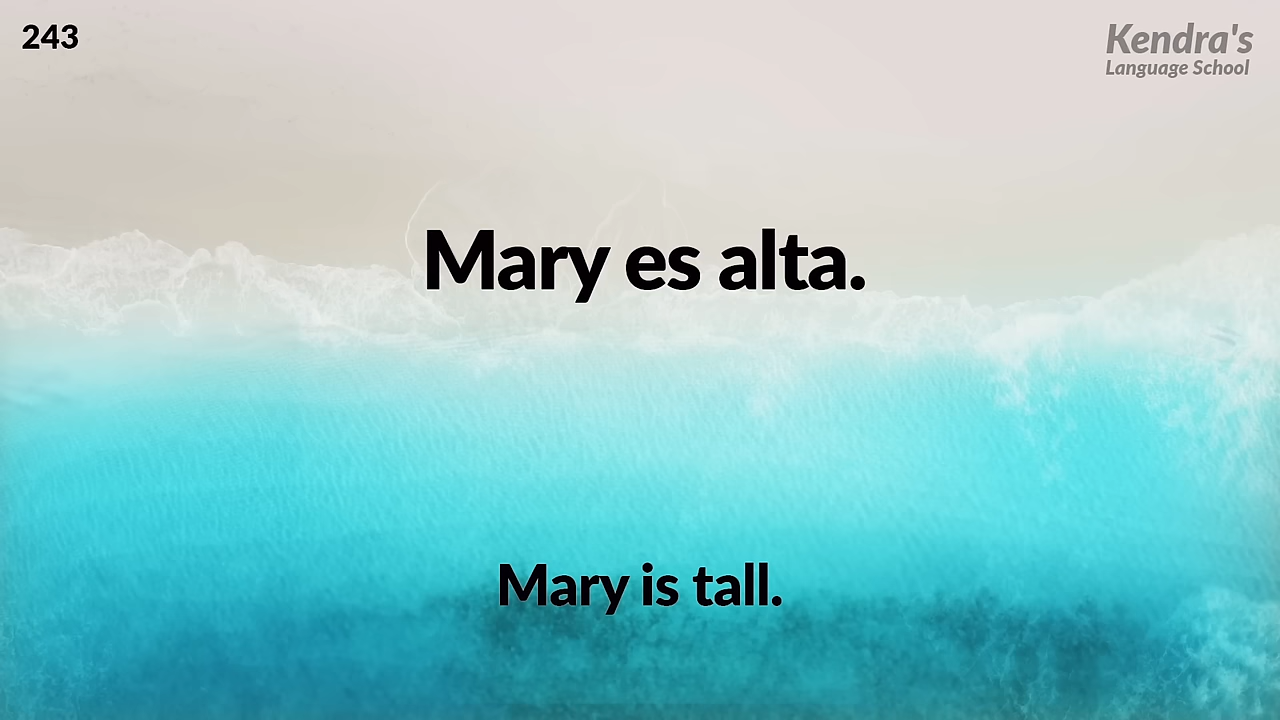 243
Kendra's
Language School
Mary es alta.
Mary is tall.